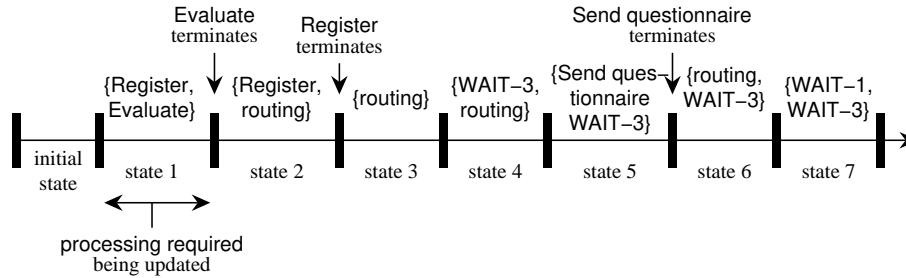 Evaluate
terminates
Register
terminates
Send questionnaire
terminates
{Register,
Evaluate}
{Register,
routing}
{routing}
{WAIT−3,
routing}
{Send ques−
tionnaire
WAIT−3}
{routing,
WAIT−3}
{WAIT−1,
WAIT−3}
initial
state
state 1
state 2
state 3
state 4
state 5
state 6
state 7
processing required
being updated